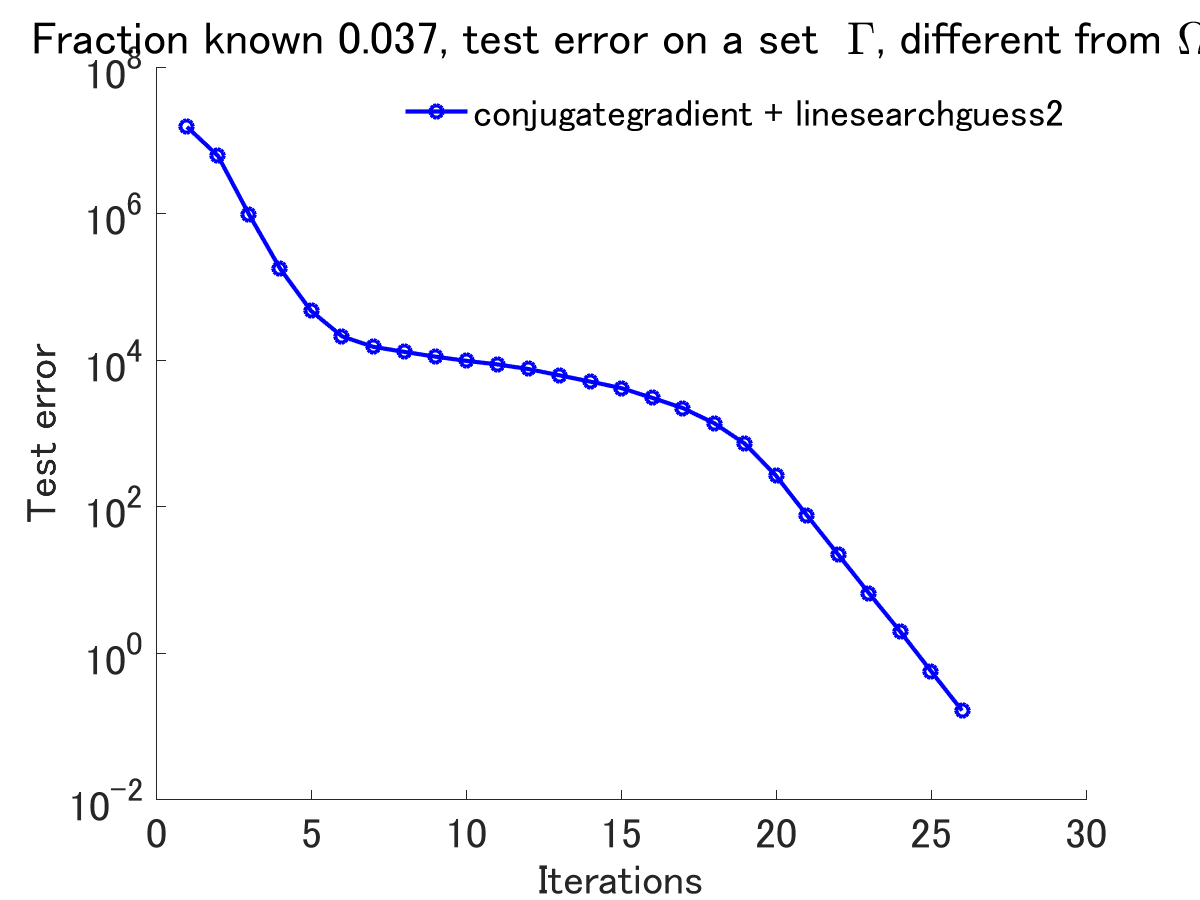 Fraction known 0.037, test error on a set Γ, different from Ω
10^8
conjugategradient + linesearchguess2
10^6
10^4
10^2
10^0
10^-2
Test error
0 5 10 15 20 25 30
Iterations